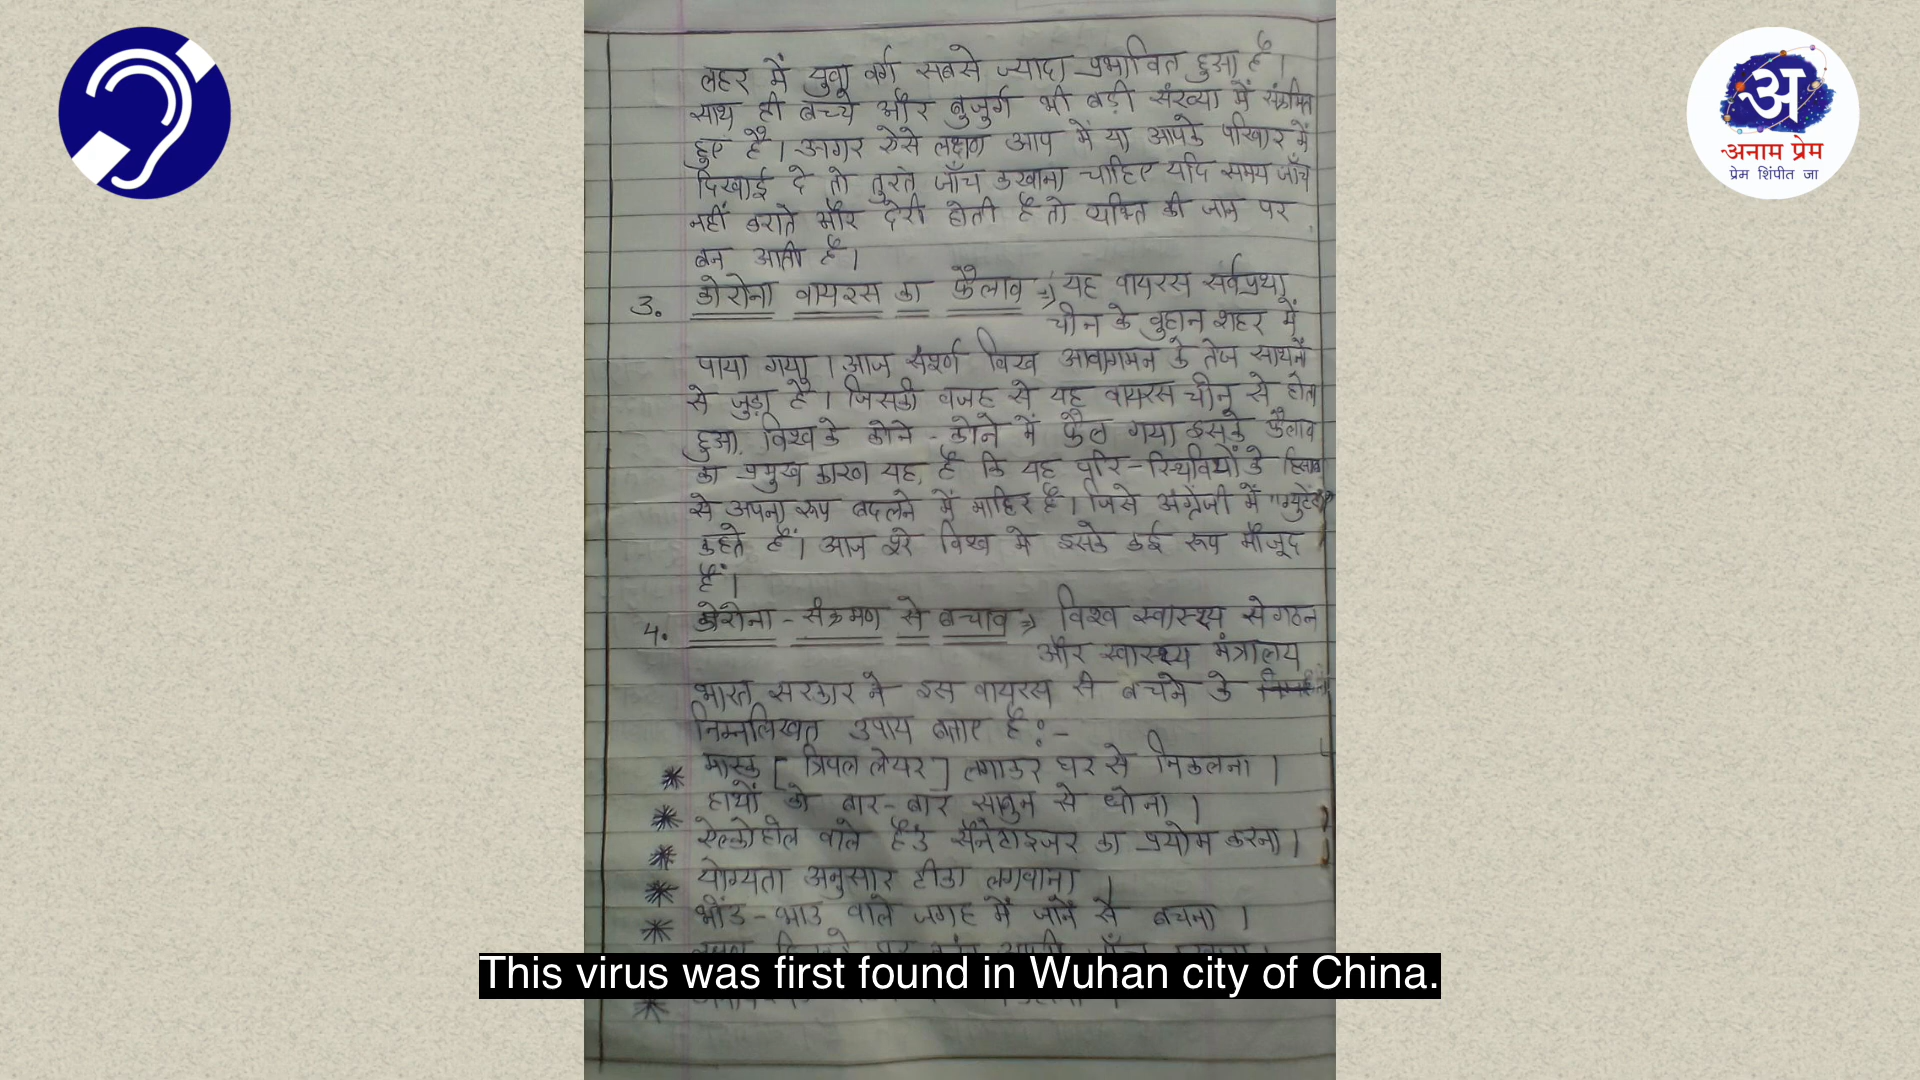 अ
अनाम प्रेम
प्रेम शिंपीत जा
लहर में युवा वर्ग सबसे ज्यादा प्रभावित हुआ है।
साथ ही बच्चे और बुजुर्ग भी बड़ी संख्या में संक्रमित
हुए है। अगर ऐसे लक्षण आप में या आपके परिवार में
दिखाई दे तो तुरंत जाँच करवाना चाहिए यदि समय जाँच
नहीं कराते और देरी होती है तो व्यक्ति की जान पर
बन आती है।
3. कोरोना वायरस का फैलाव => यह वायरस सर्वप्रथा
चीन के वुहान शहर में
पाया गया। आज विश्व आवागमन के तेज साधनों
से जुड़ा है। जिसकी वजह से यह वायरस चीन से होता
हुआ विश्व के कोने-कोने में फैल गया इसके फैलाव
का प्रमुख कारण यह है कि यह परि-स्थितियों के हिसाब
से अपना रूप बदलने में माहिर है। जिसे अंग्रेजी में
कहते हैं। आज विश्व मे इसके कई रूप मौजूद
हैं।
4. कोरोना-संक्रमण से बचाव => विश्व स्वास्थ्य संगठन
और स्वास्थ्य मंत्रालय
भारत सरकार ने इस वायरस से बचने के
निम्नलिखत उपाय बताए है:-
* मास्क [त्रिपल लेयर] लगाकर घर से निकलना।
* हाथों को बार-बार साबुन से धोना।
* ऐल्कोहोल वाले हैंड सैनेटाइजर का प्रयोग करना।
* योग्यता अनुसार टीका लगवाना।
* भींड-भाड वाले जगह में जानें से बचना।
This virus was first found in Wuhan city of China.